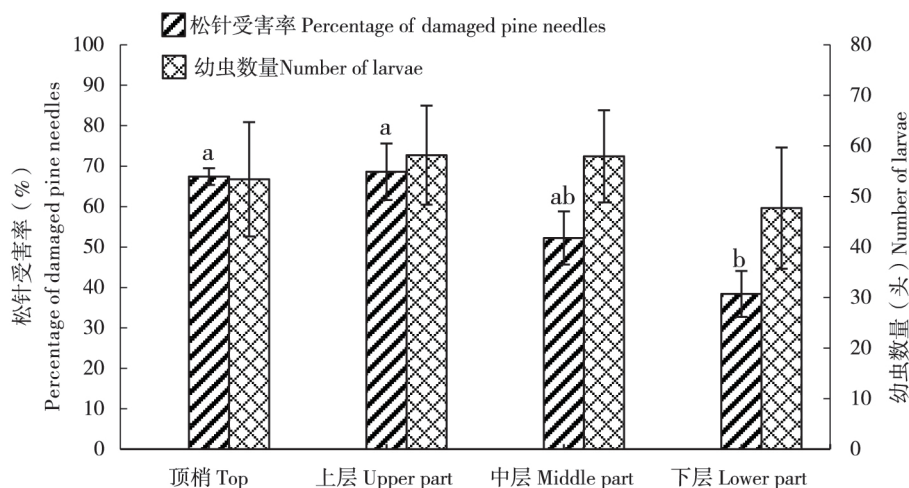 松针受害率 Percentage of damaged pine needles
幼虫数量Number of larvae
松针受害率（%）
Percentage of damaged pine needles
100
90
80
70
60
50
40
30
20
10
0
a
a
ab
b
80
70
60
50
40
30
20
10
0
幼虫数量（头）Number of larvae
顶梢 Top
上层 Upper part
中层 Middle part
下层 Lower part